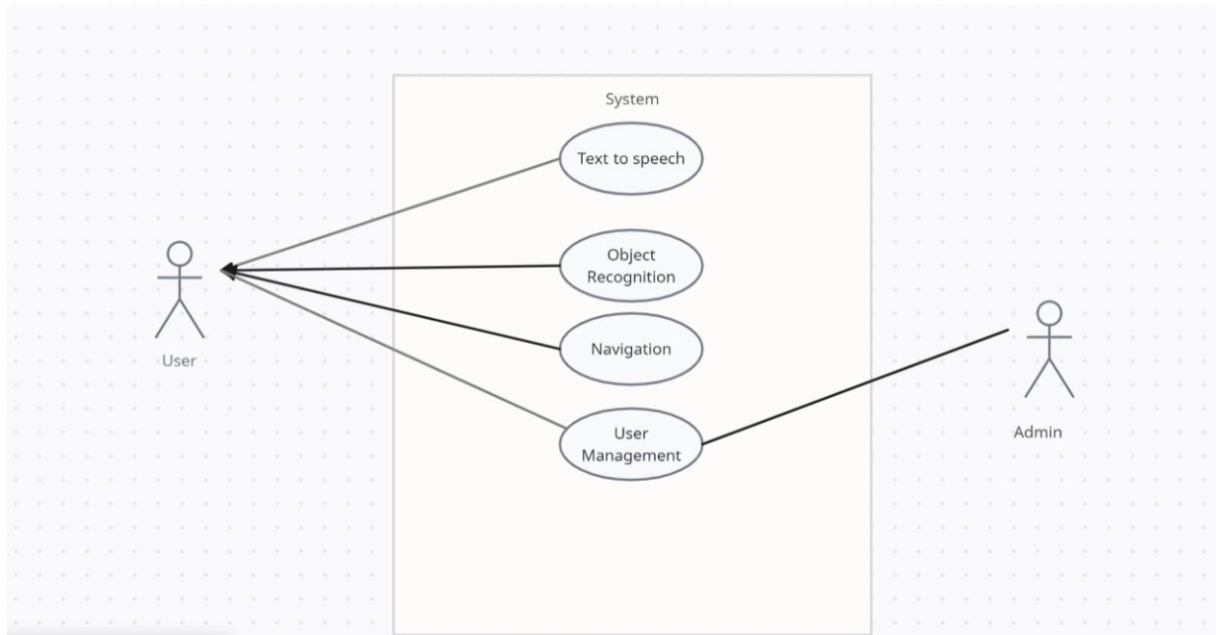 System
Text to speech
Object
Recognition
Navigation
User
User
Management
Admin